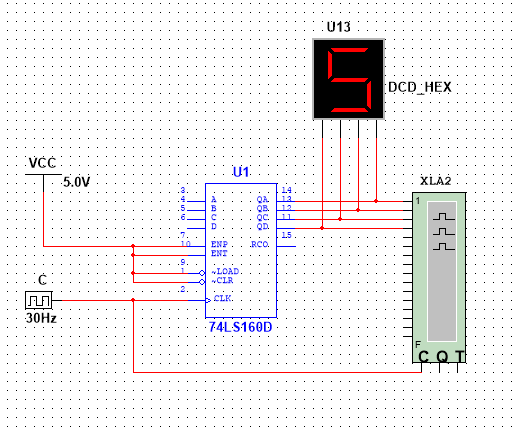 U13
5
DCD_HEX
VCC
5.0V
U1
XLA2
3
4
5
6
7
10
9
1
2
A
B
C
D
ENP
ENT
~LOAD
~CLR
CLK
QA
QB
QC
QD
RCO
14
13
12
11
15
74LS160D
C
30Hz
1
F
C Q T